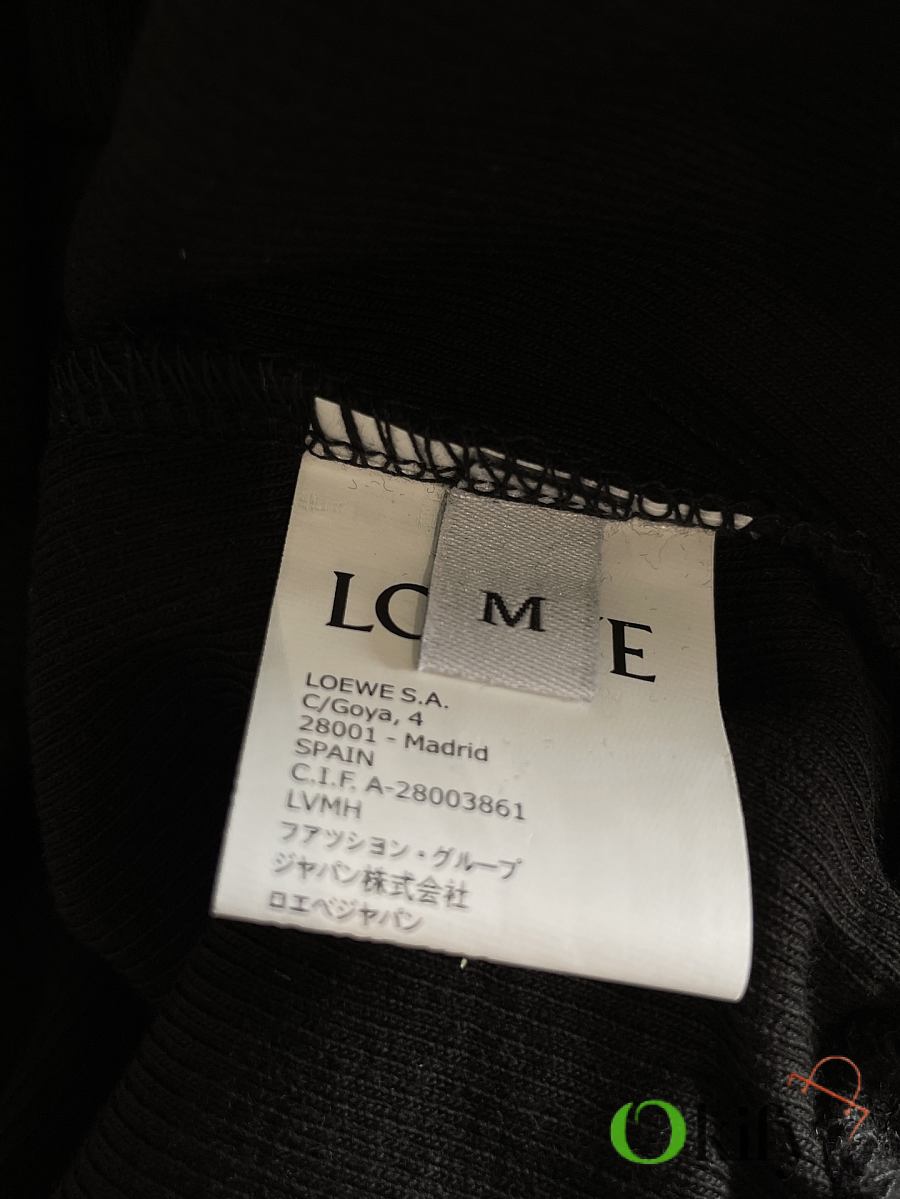 LO
M
E
LOEWE S.A.
C/Goya, 4
28001 - Madrid
SPAIN
C.I.F. A-28003861
LVMH
ファッション・グループ
ジャパン株式会社
ロエベジャパン
Okify